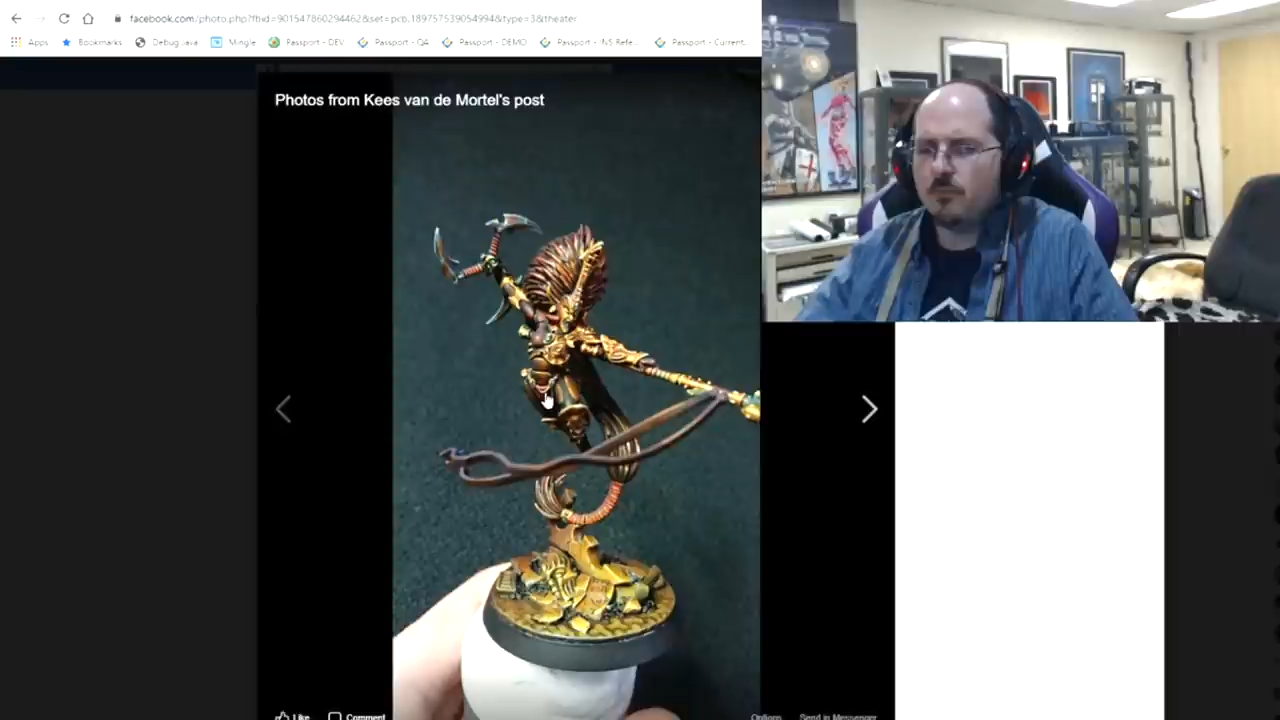 facebook.com/photo.php?fbid=901547860294462&set=pcb.1897577539054994&type=3&theater
Apps Bookmarks Debug Java Mingle Passport - DEV Passport - QA Passport - DEMO Passport - INS Refe... Passport - Current...
Photos from Kees van de Mortel's post
Like Comment Options Send in Messenger